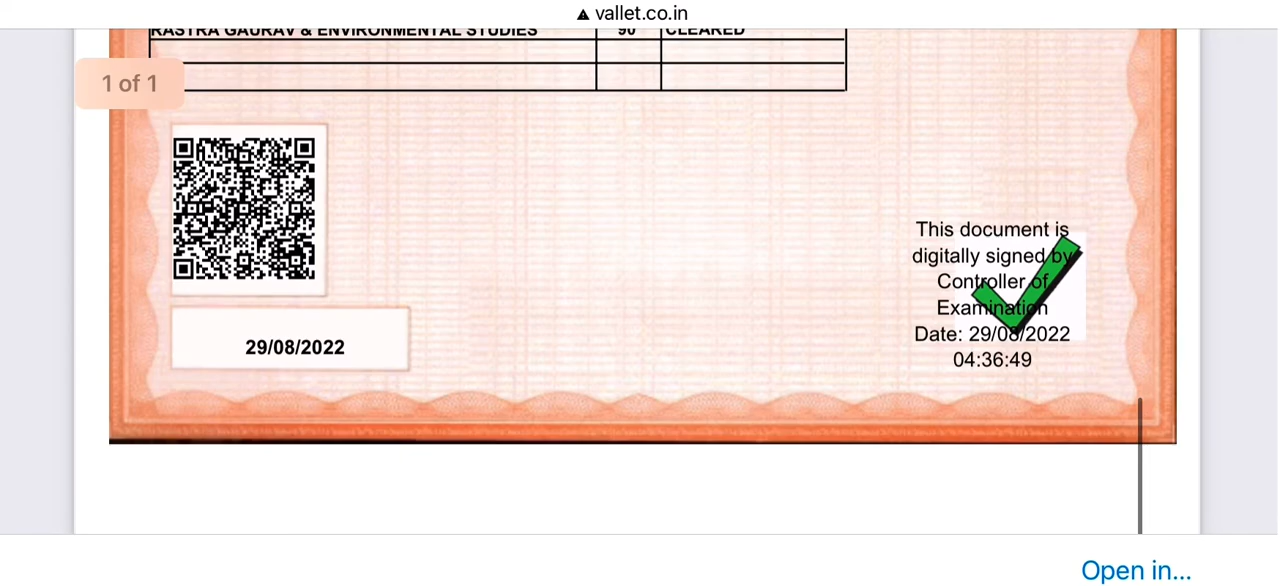 ▲ vallet.co.in
RASTRA GAURAV & ENVIRONMENTAL STUDIES 90 CLEARED
1 of 1
This document is
digitally signed by
Controller of
Examination
Date: 29/08/2022
04:36:49
29/08/2022
Open in...